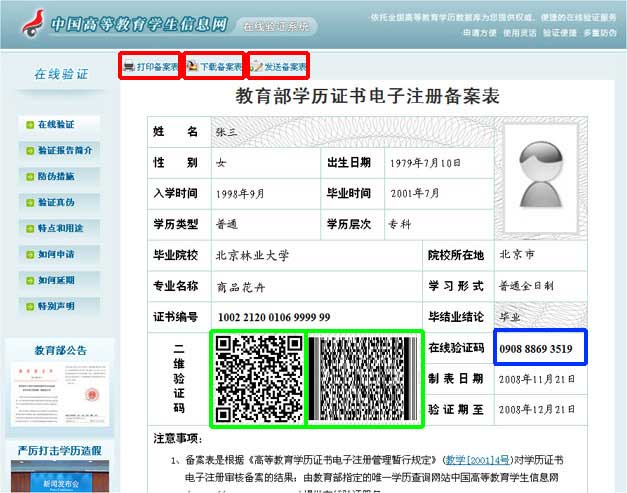 中国高等教育学生信息网
在线验证系统
依托全国高等教育学历数据库为您提供权威、便捷的在线验证服务
申请方便 使用灵活 验证便捷 多重防伪
在线验证
打印备案表 下载备案表 发送备案表
教育部学历证书电子注册备案表
在线验证
验证报告简介
防伪措施
验证真伪
特点和用途
如何申请
如何延期
特别声明
教育部公告
严厉打击学历造假
新闻发布会
姓 名 张三
性 别 女 出生日期 1979年7月10日
入学时间 1998年9月 毕业时间 2001年7月
学历类型 普通 学历层次 专科
毕业院校 北京林业大学 院校所在地 北京市
专业名称 商品花卉 学习形式 普通全日制
证书编号 1002 2120 0106 9999 99 毕结业结论 毕业
二维验证码 在线验证码 0908 8869 3519
制表日期 2008年11月21日
验证期至 2008年12月21日
注意事项：
1、备案表是根据《高等教育学历证书电子注册管理暂行规定》(教学[2001]4号)对学历证书
电子注册审核备案的结果；由教育部指定的唯一学历查询网站中国高等教育学生信息网